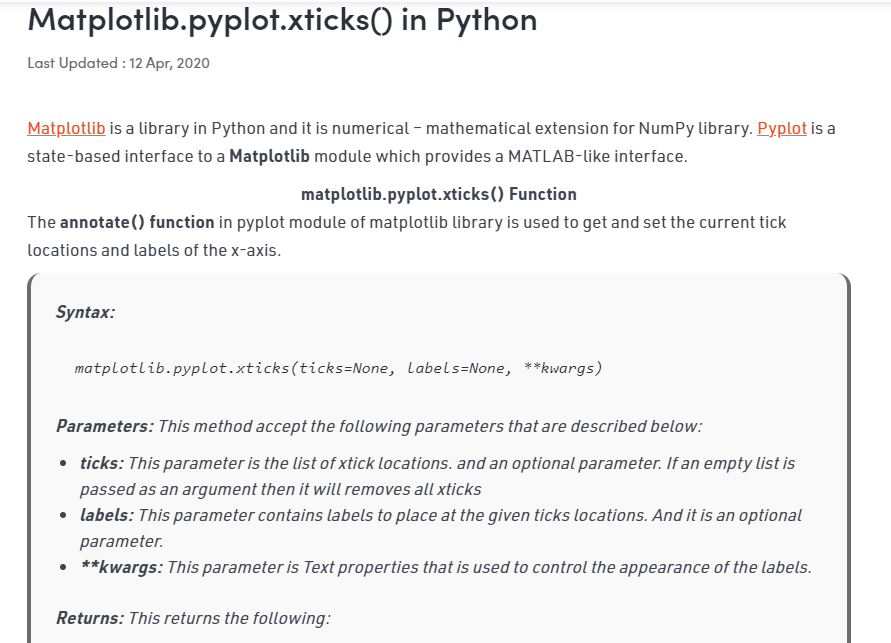 Matplotlib.pyplot.xticks() in Python
Last Updated : 12 Apr, 2020
Matplotlib is a library in Python and it is numerical – mathematical extension for NumPy library. Pyplot is a
state-based interface to a Matplotlib module which provides a MATLAB-like interface.
matplotlib.pyplot.xticks() Function
The annotate() function in pyplot module of matplotlib library is used to get and set the current tick
locations and labels of the x-axis.
Syntax:
matplotlib.pyplot.xticks(ticks=None, labels=None, **kwargs)
Parameters: This method accept the following parameters that are described below:
• ticks: This parameter is the list of xtick locations. and an optional parameter. If an empty list is
passed as an argument then it will removes all xticks
• labels: This parameter contains labels to place at the given ticks locations. And it is an optional
parameter.
• **kwargs: This parameter is Text properties that is used to control the appearance of the labels.
Returns: This returns the following: